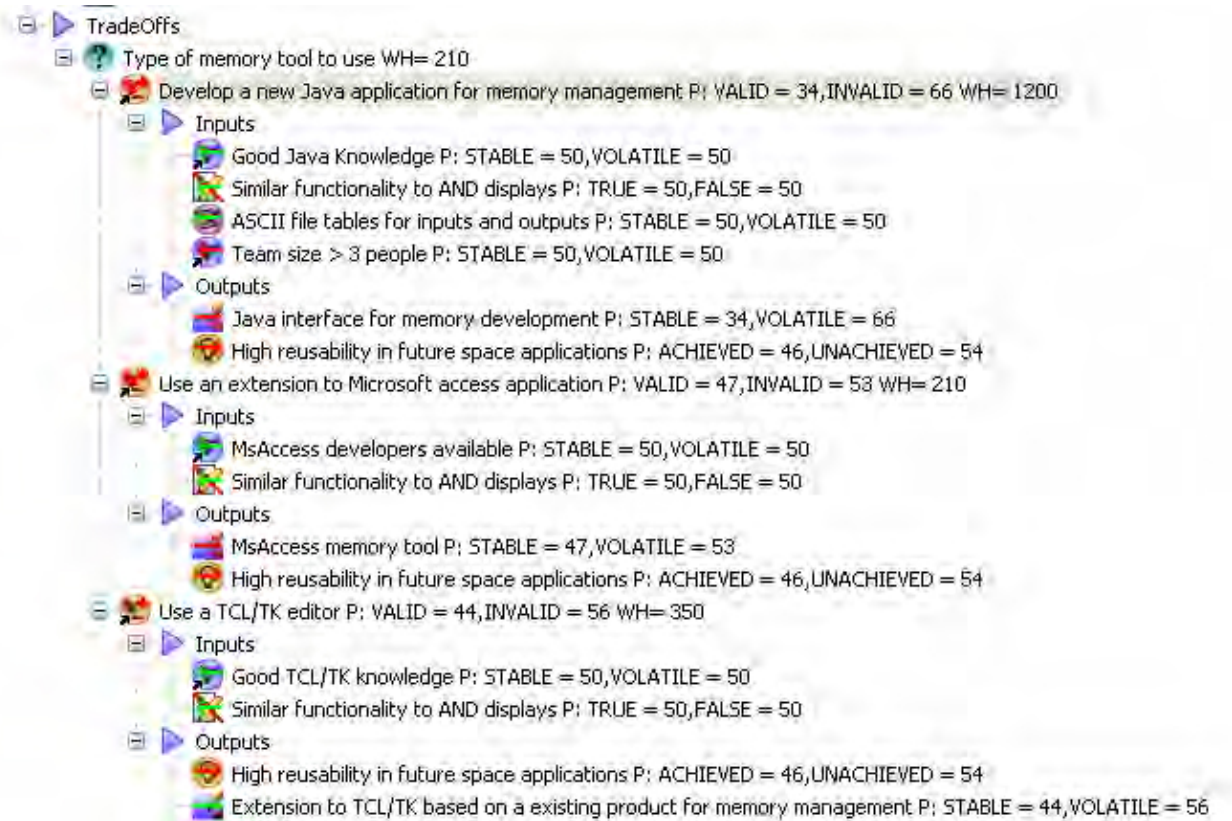 TradeOffs
Type of memory tool to use WH= 210
Develop a new Java application for memory management P: VALID = 34,INVALID = 66 WH= 1200
Inputs
Good Java Knowledge P: STABLE = 50,VOLATILE = 50
Similar functionality to AND displays P: TRUE = 50,FALSE = 50
ASCII file tables for inputs and outputs P: STABLE = 50,VOLATILE = 50
Team size > 3 people P: STABLE = 50,VOLATILE = 50
Outputs
Java interface for memory development P: STABLE = 34,VOLATILE = 66
High reusability in future space applications P: ACHIEVED = 46,UNACHIEVED = 54
Use an extension to Microsoft access application P: VALID = 47,INVALID = 53 WH= 210
Inputs
MsAccess developers available P: STABLE = 50,VOLATILE = 50
Similar functionality to AND displays P: TRUE = 50,FALSE = 50
Outputs
MsAccess memory tool P: STABLE = 47,VOLATILE = 53
High reusability in future space applications P: ACHIEVED = 46,UNACHIEVED = 54
Use a TCL/TK editor P: VALID = 44,INVALID = 56 WH= 350
Inputs
Good TCL/TK knowledge P: STABLE = 50,VOLATILE = 50
Similar functionality to AND displays P: TRUE = 50,FALSE = 50
Outputs
High reusability in future space applications P: ACHIEVED = 46,UNACHIEVED = 54
Extension to TCL/TK based on a existing product for memory management P: STABLE = 44,VOLATILE = 56